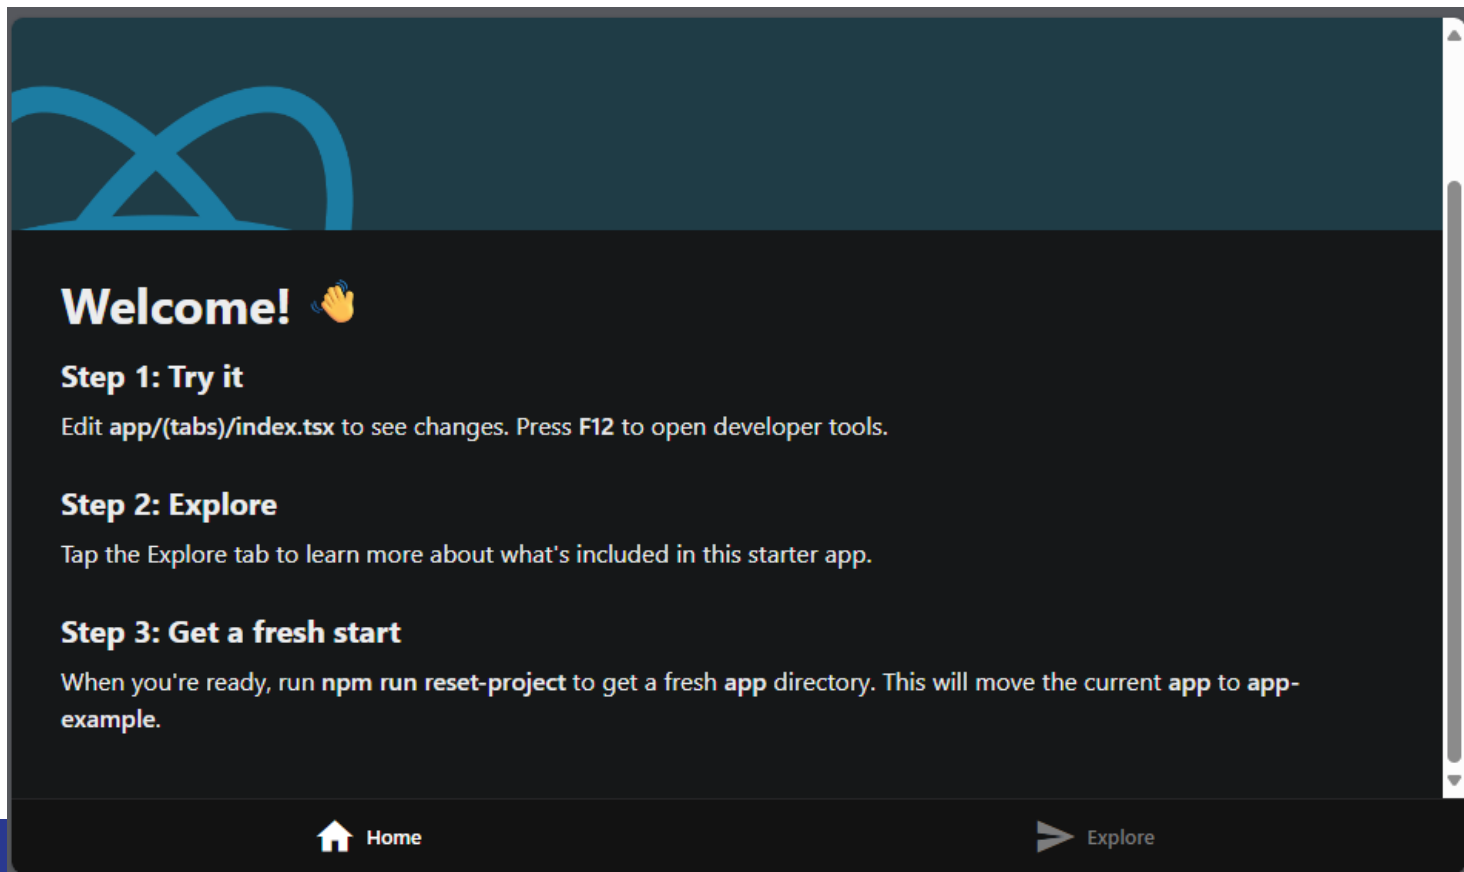 Welcome!
Step 1: Try it
Edit app/(tabs)/index.tsx to see changes. Press F12 to open developer tools.
Step 2: Explore
Tap the Explore tab to learn more about what's included in this starter app.
Step 3: Get a fresh start
When you're ready, run npm run reset-project to get a fresh app directory. This will move the current app to app-
example.
Home
Explore